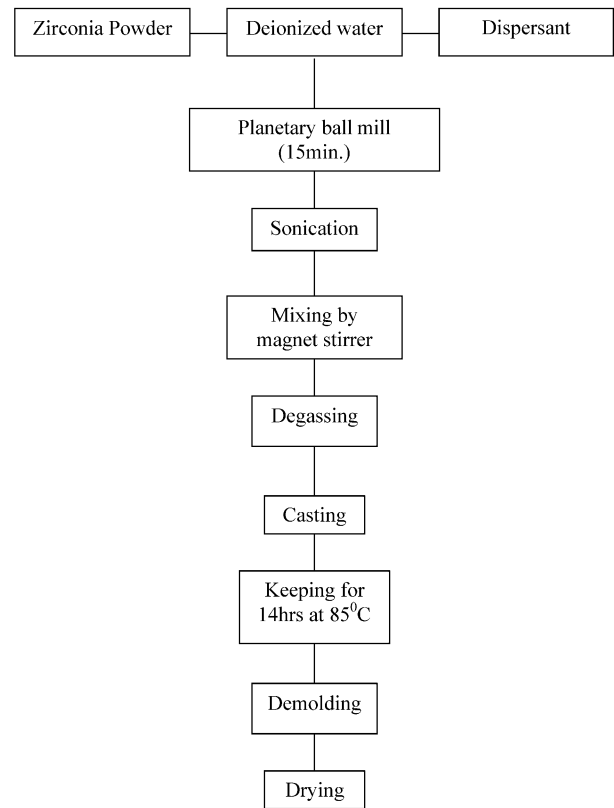 Zirconia Powder
Deionized water
Dispersant
Planetary ball mill
(15min.)
Sonication
Mixing by
magnet stirrer
Degassing
Casting
Keeping for
14hrs at 85⁰C
Demolding
Drying